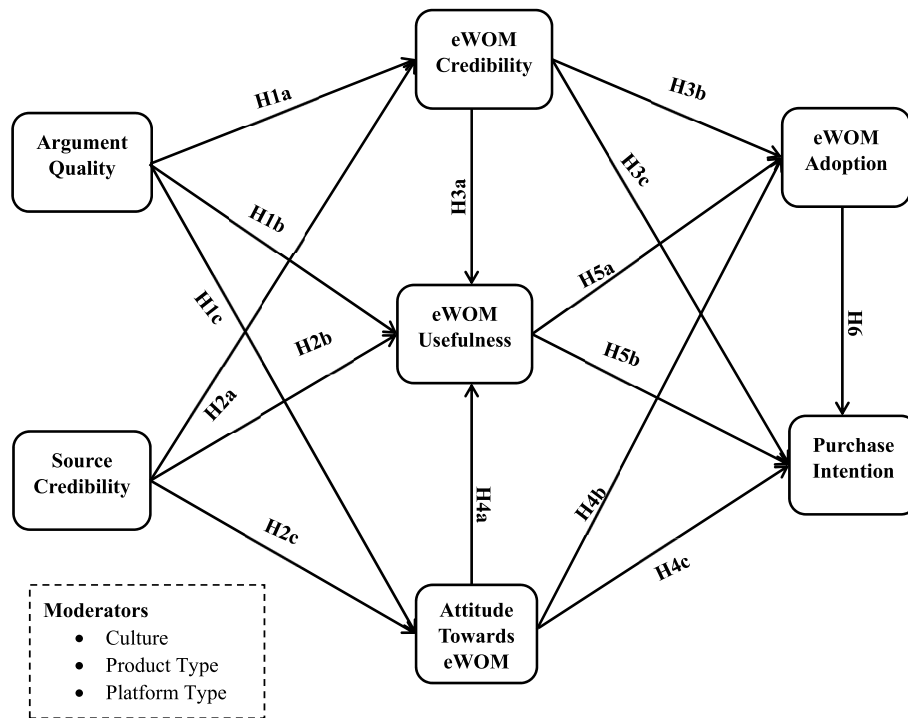 eWOM
Credibility
H1a
H3b
Argument
Quality
eWOM
Adoption
H3c
H3a
H1b
H5a
H1c
eWOM
Usefulness
H2b
H6
H5b
H2a
Source
Credibility
Purchase
Intention
H4a
H4b
H2c
H4c
Attitude
Towards
eWOM
Moderators
• Culture
• Product Type
• Platform Type